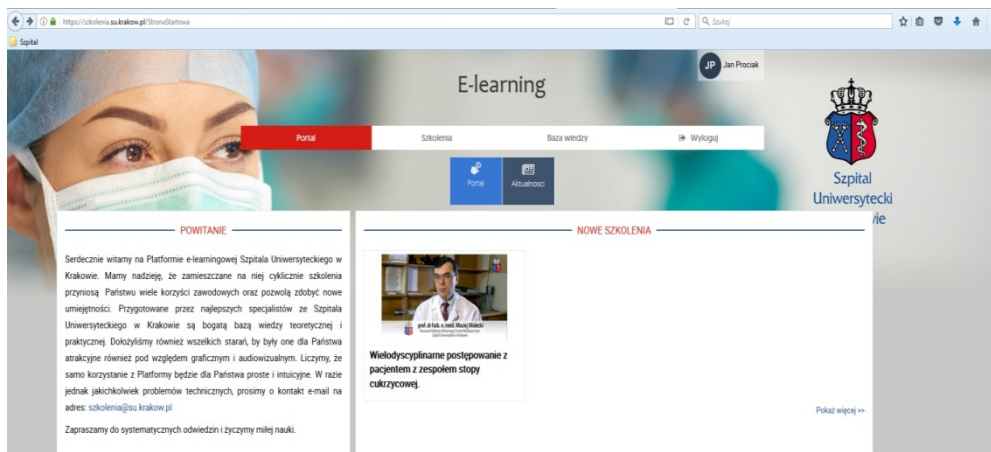 https://szkolenia.su.krakow.pl/StronaStartowa
Szukaj
Szpital
E-learning
JP Jan Prociak
Portal Szkolenia Baza wiedzy Wyloguj
Portal Aktualnosci
Szpital
Uniwersytecki
POWITANIE
Serdecznie witamy na Platformie e-learningowej Szpitala Uniwersyteckiego w
Krakowie. Mamy nadzieję, że zamieszczane na niej cyklicznie szkolenia
przyniosą Państwu wiele korzyści zawodowych oraz pozwolą zdobyć nowe
umiejętności. Przygotowane przez najlepszych specjalistów ze Szpitala
Uniwersyteckiego w Krakowie są bogatą bazą wiedzy teoretycznej i
praktycznej. Dołożyliśmy również wszelkich starań, by były one dla Państwa
atrakcyjne również pod względem graficznym i audiowizualnym. Liczymy, że
samo korzystanie z Platformy będzie dla Państwa proste i intuicyjne. W razie
jednak jakichkolwiek problemów technicznych, prosimy o kontakt e-mail na
adres: szkolenia@su.krakow.pl
Zapraszamy do systematycznych odwiedzin i życzymy miłej nauki.
NOWE SZKOLENIA
prof. dr hab. n. med. Maciej Małecki
Wielodyscyplinarne postępowanie z
pacjentem z zespołem stopy
cukrzycowej.
Pokaż więcej >>